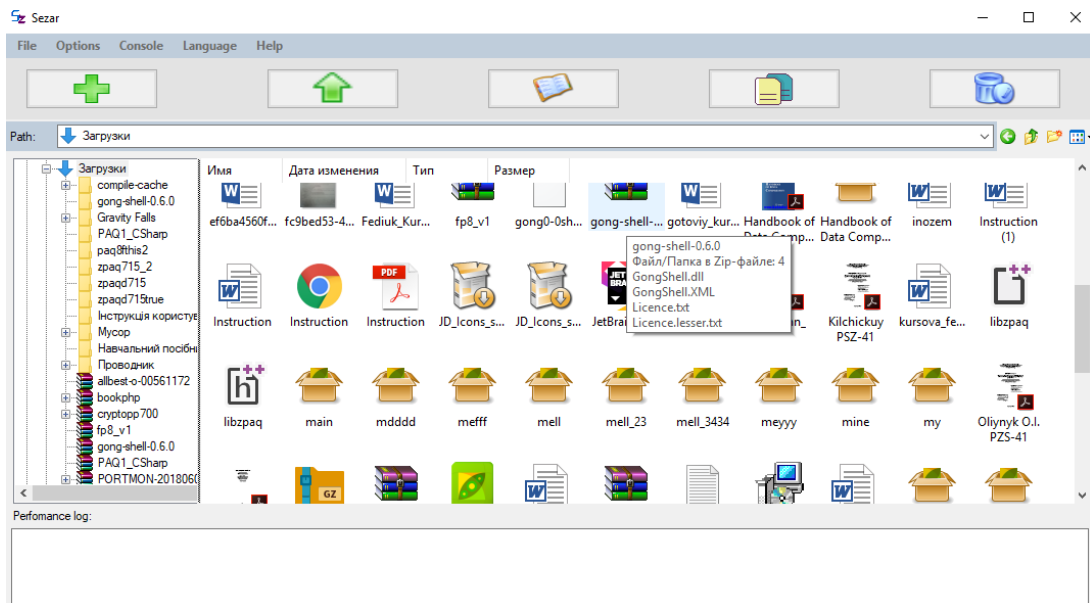 Sezar
File Options Console Language Help
Path: Загрузки
Загрузки
compile-cache
gong-shell-0.6.0
Gravity Falls
PAQ1_CSharp
paq8fthis2
zpaq715_2
zpaqd715
zpaqd715true
Інструкція користув
Мусор
Навчальний посібн
Проводник
allbest-o-00561172
bookphp
cryptopp700
fp8_v1
gong-shell-0.6.0
PAQ1_CSharp
PORTMON-2018060
Имя Дата изменения Тип Размер
ef6ba4560f... fc9bed53-4... Fediuk_Kur... fp8_v1 gong0-0sh... gong-shell-... gotoviy_kur... Handbook of Data Comp... Handbook of Data Comp... inozem Instruction (1)
gong-shell-0.6.0
Файл/Папка в Zip-файле: 4
GongShell.dll
GongShell.XML
Licence.txt
Licence.lesser.txt
PDF
Instruction Instruction Instruction JD_Icons_s... JD_Icons_s... Kilchickuy PSZ-41 kursova_fe... libzpaq
libzpaq main mdddd mefff mell mell_23 mell_3434 meyyy mine my Oliynyk O.I. PZS-41
GZ
Perfomance log: